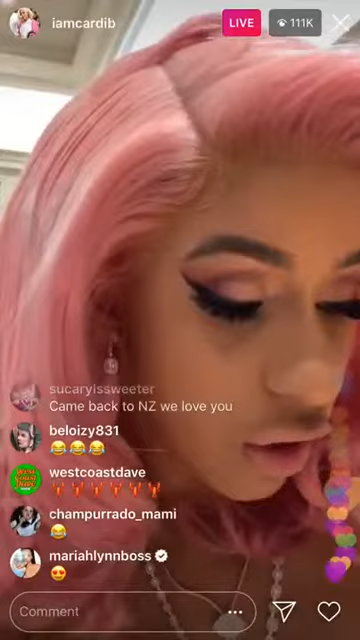 iamcardib
LIVE
111K
sucaryissweeter
Came back to NZ we love you
beloizy831
westcoastdave
champurrado_mami
mariahlynnboss
Comment